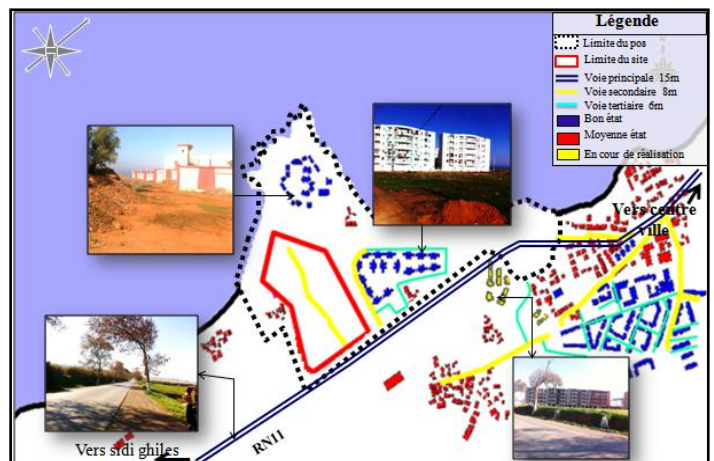 Légende
Limite du pos
Limite du site
Voie principale 15m
Voie secondaire 8m
Voie tertiaire 6m
Bon état
Moyenne état
En cour de réalisation
Vers centre
ville
RN11
Vers sidi ghiles